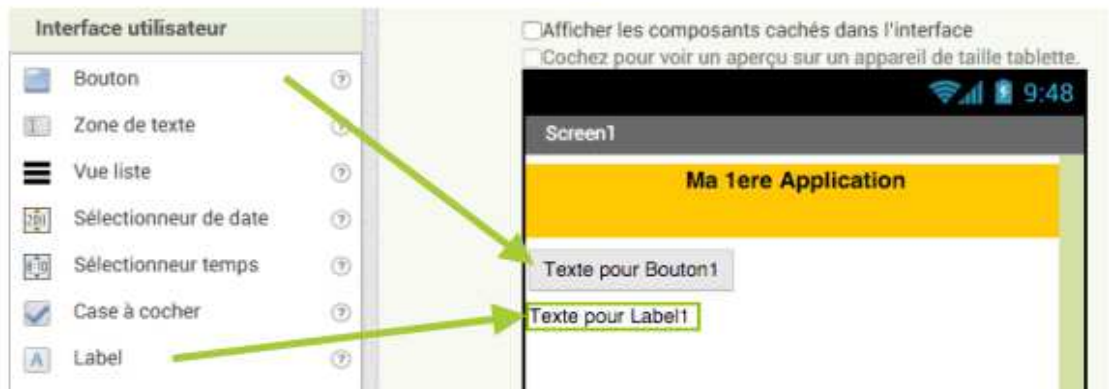 Interface utilisateur
Bouton
Zone de texte
Vue liste
Sélectionneur de date
Sélectionneur temps
Case à cocher
Label
Afficher les composants cachés dans l'interface
Cochez pour voir un aperçu sur un appareil de taille tablette.
9:48
Screen1
Ma 1ere Application
Texte pour Bouton1
Texte pour Label1